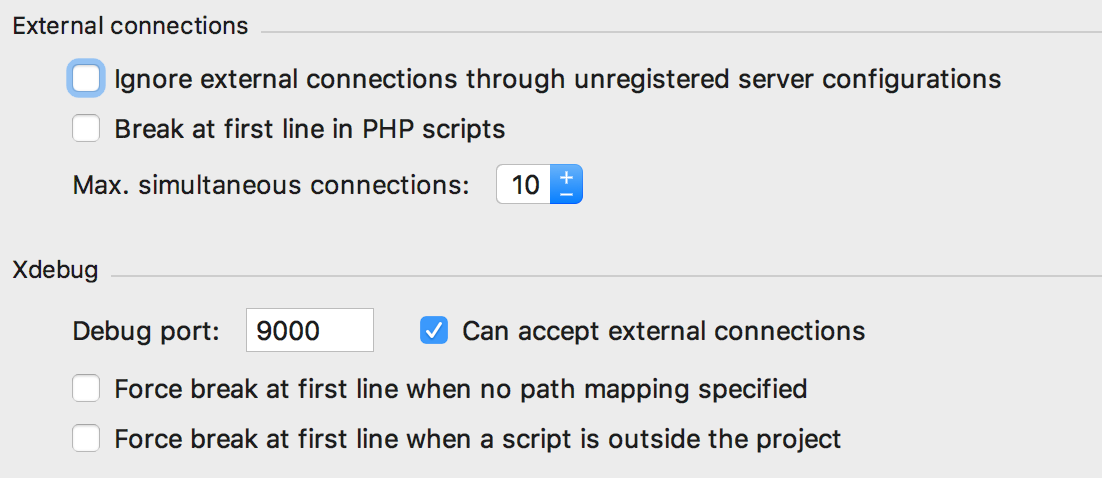 External connections
Ignore external connections through unregistered server configurations
Break at first line in PHP scripts
Max. simultaneous connections: 10
Xdebug
Debug port: 9000 Can accept external connections
Force break at first line when no path mapping specified
Force break at first line when a script is outside the project